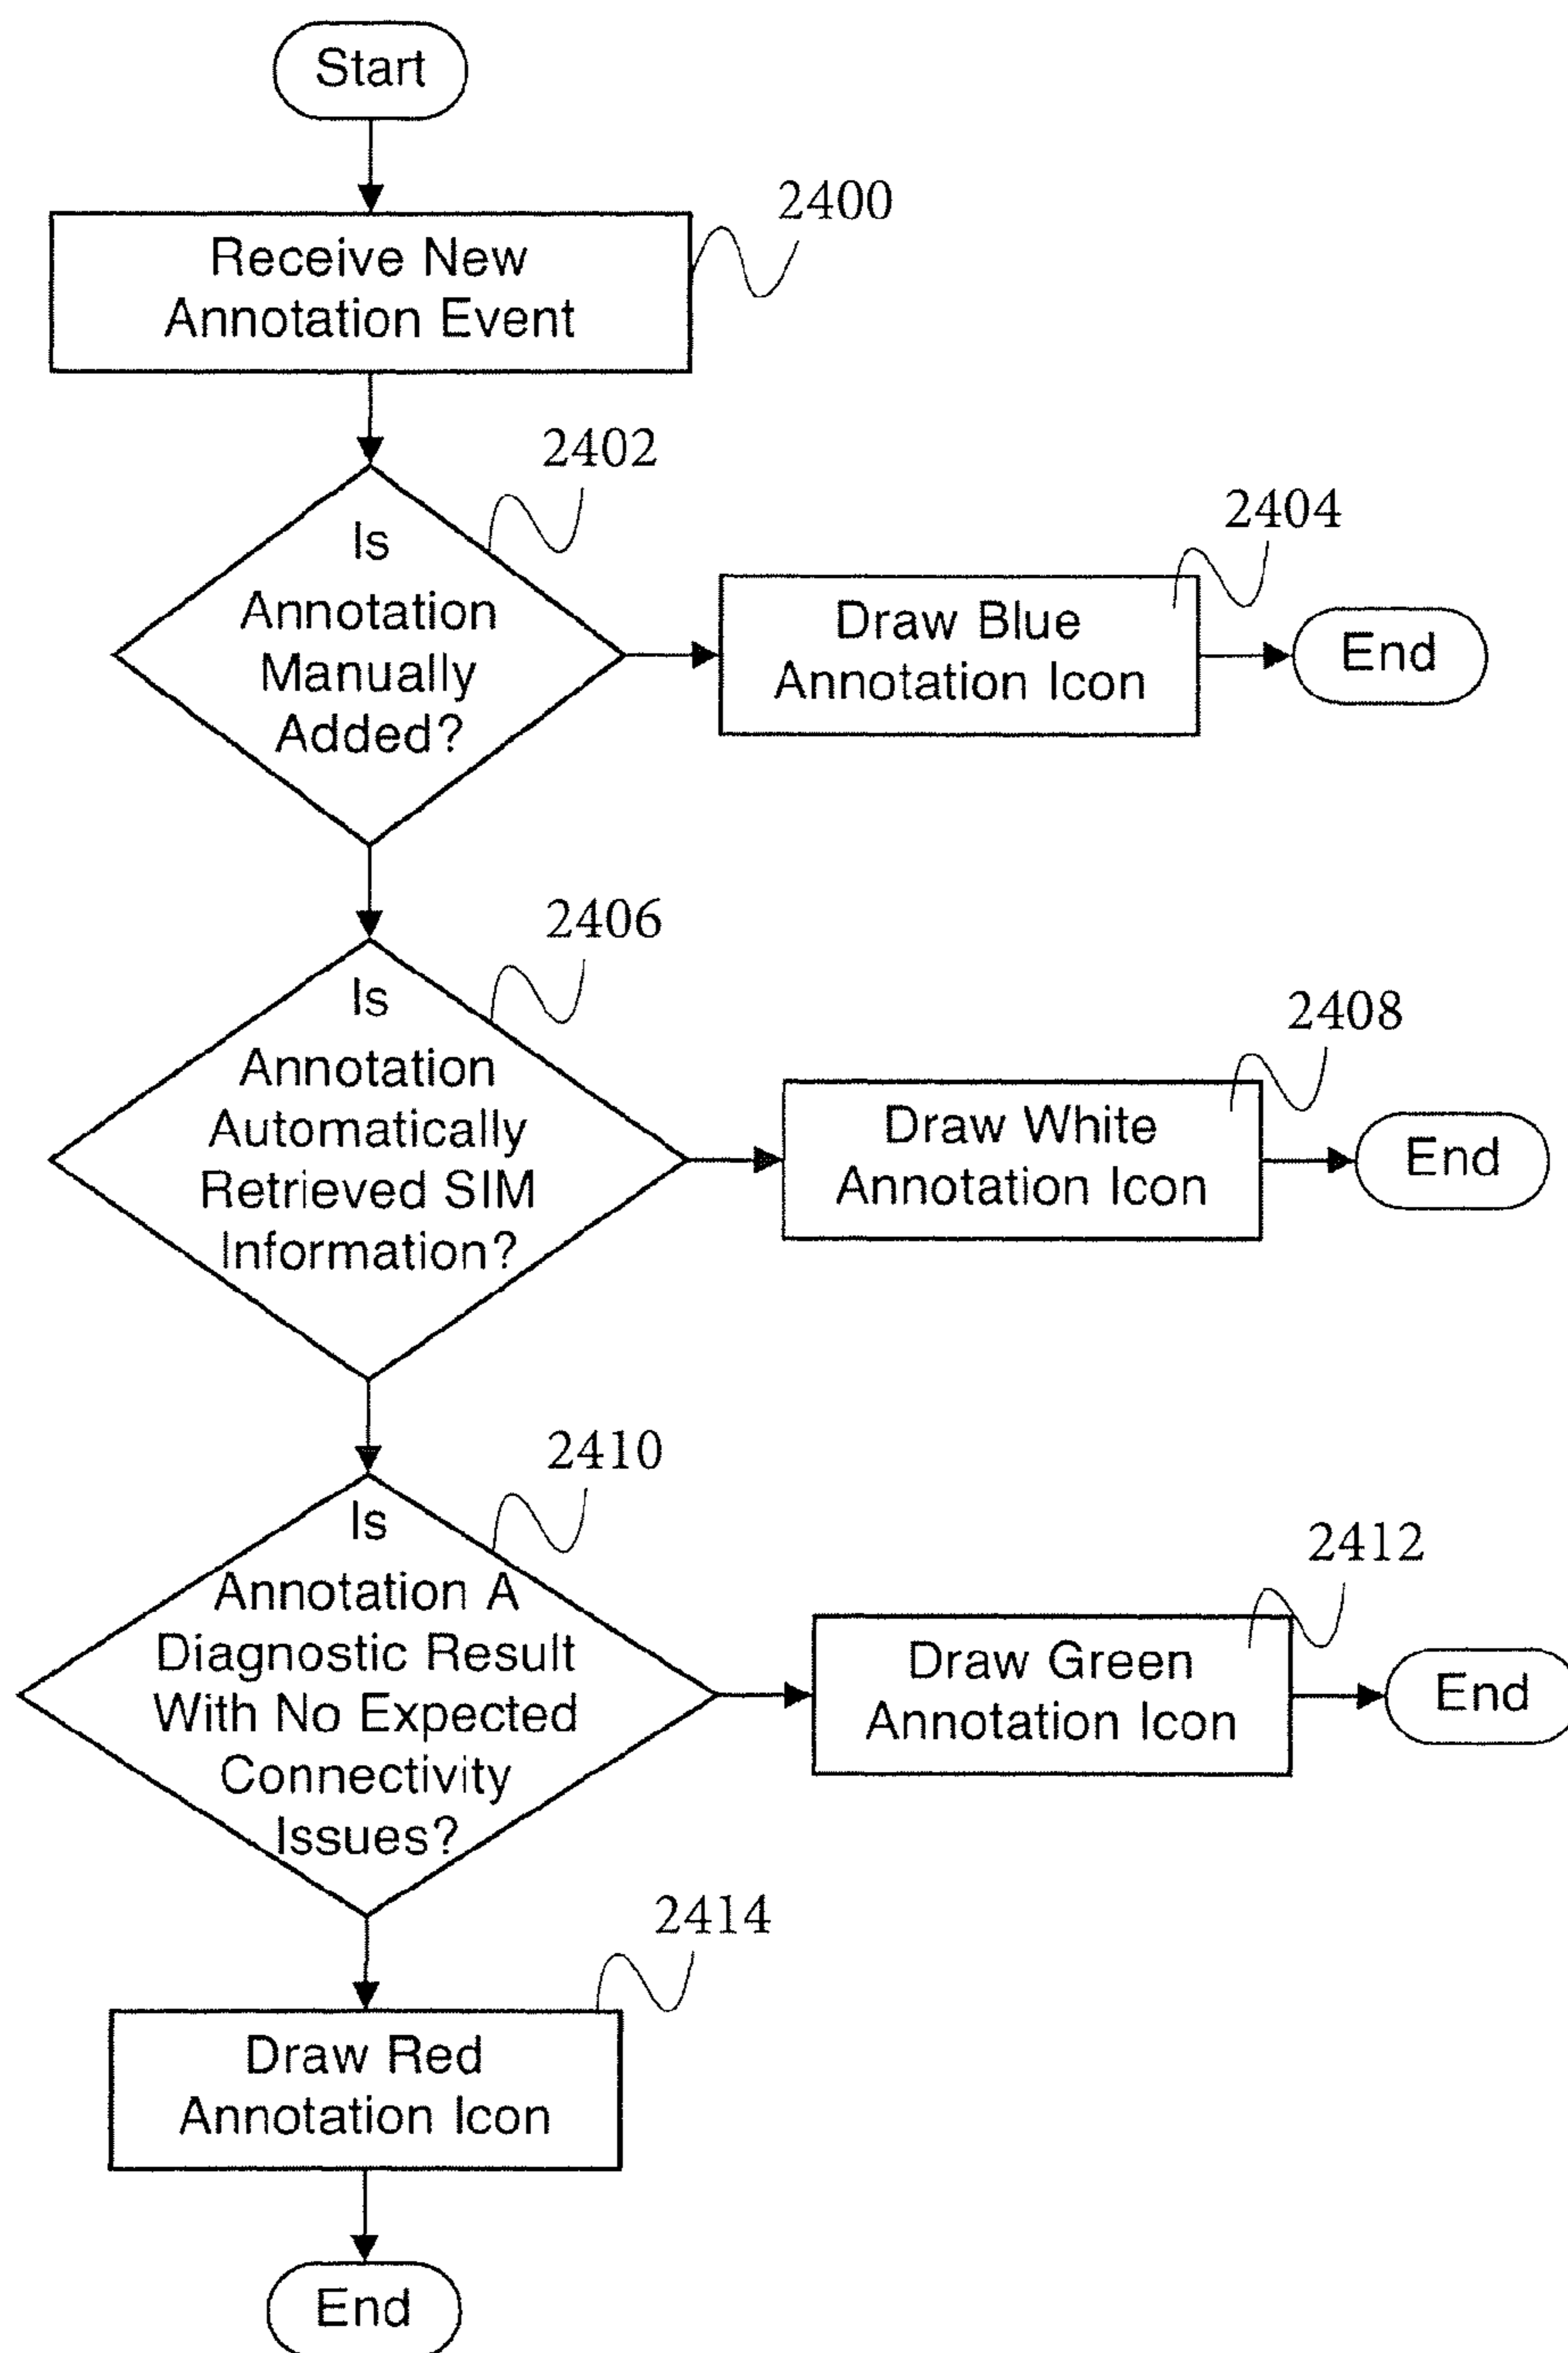 Start
2400
Receive New
Annotation Event
2402
Is
Annotation
Manually
Added?
2404
Draw Blue
Annotation Icon
End
2406
Is
Annotation
Automatically
Retrieved SIM
Information?
2408
Draw White
Annotation Icon
End
2410
Is
Annotation A
Diagnostic Result
With No Expected
Connectivity
Issues?
2412
Draw Green
Annotation Icon
End
2414
Draw Red
Annotation Icon
End